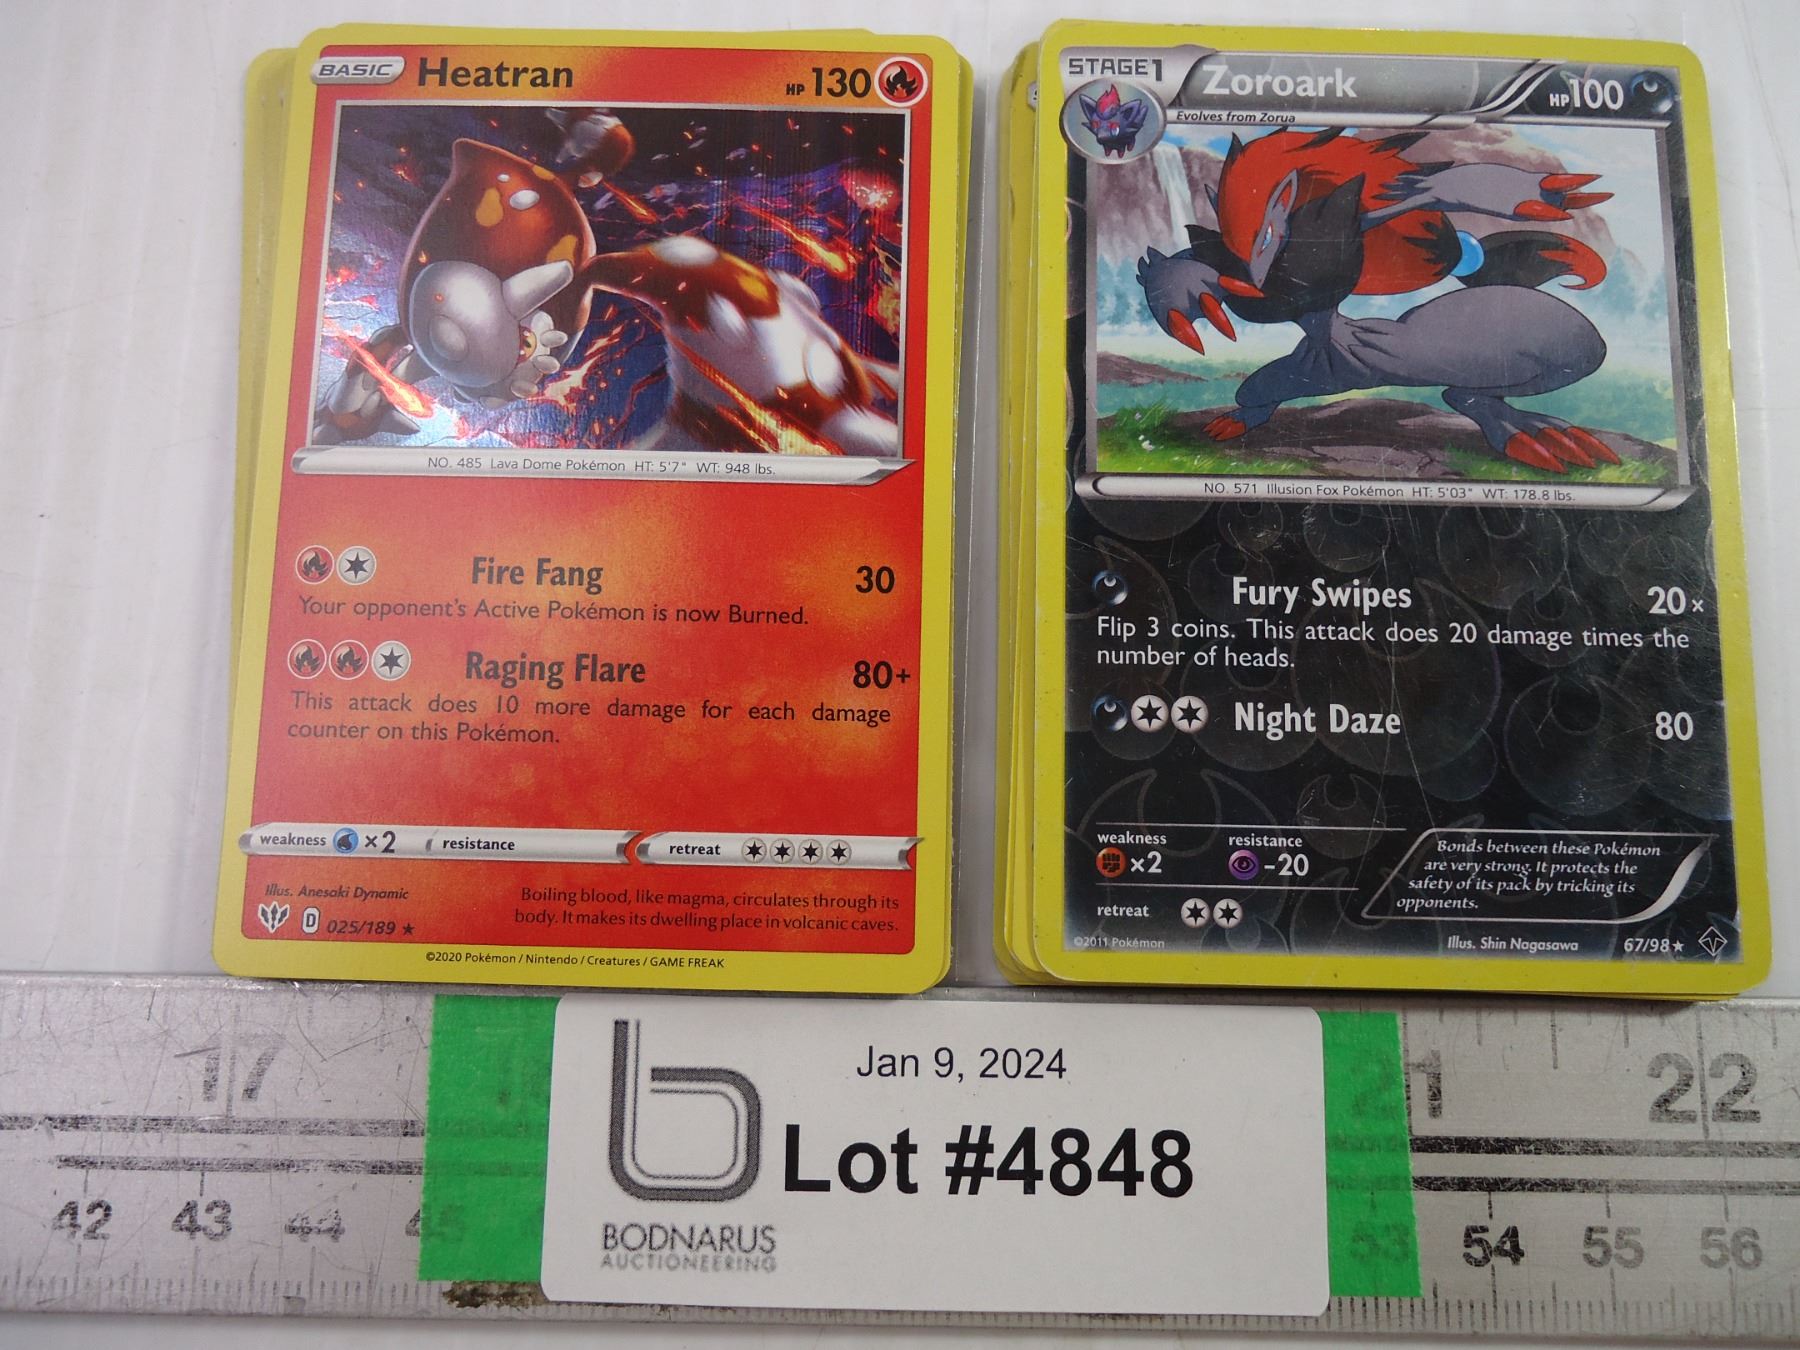 BASIC Heatran HP 130
NO. 485 Lava Dome Pokémon HT: 5'7" WT: 948 lbs.
Fire Fang 30
Your opponent's Active Pokémon is now Burned.
Raging Flare 80+
This attack does 10 more damage for each damage
counter on this Pokémon.
weakness ×2 resistance retreat
Illus. Anesaki Dynamic
D 025/189 ★
Boiling blood, like magma, circulates through its
body. It makes its dwelling place in volcanic caves.
©2020 Pokémon / Nintendo / Creatures / GAME FREAK
STAGE1 Zoroark HP100
Evolves from Zorua
NO. 571 Illusion Fox Pokémon HT: 5'03" WT: 178.8 lbs.
Fury Swipes 20×
Flip 3 coins. This attack does 20 damage times the
number of heads.
Night Daze 80
weakness resistance
×2 -20
retreat
Bonds between these Pokémon
are very strong. It protects the
safety of its pack by tricking its
opponents.
©2011 Pokémon Illus. Shin Nagasawa 67/98 ★
17 21 22
42 43 44 45 53 54 55 56
Jan 9, 2024
Lot #4848
b
BODNARUS
AUCTIONEERING